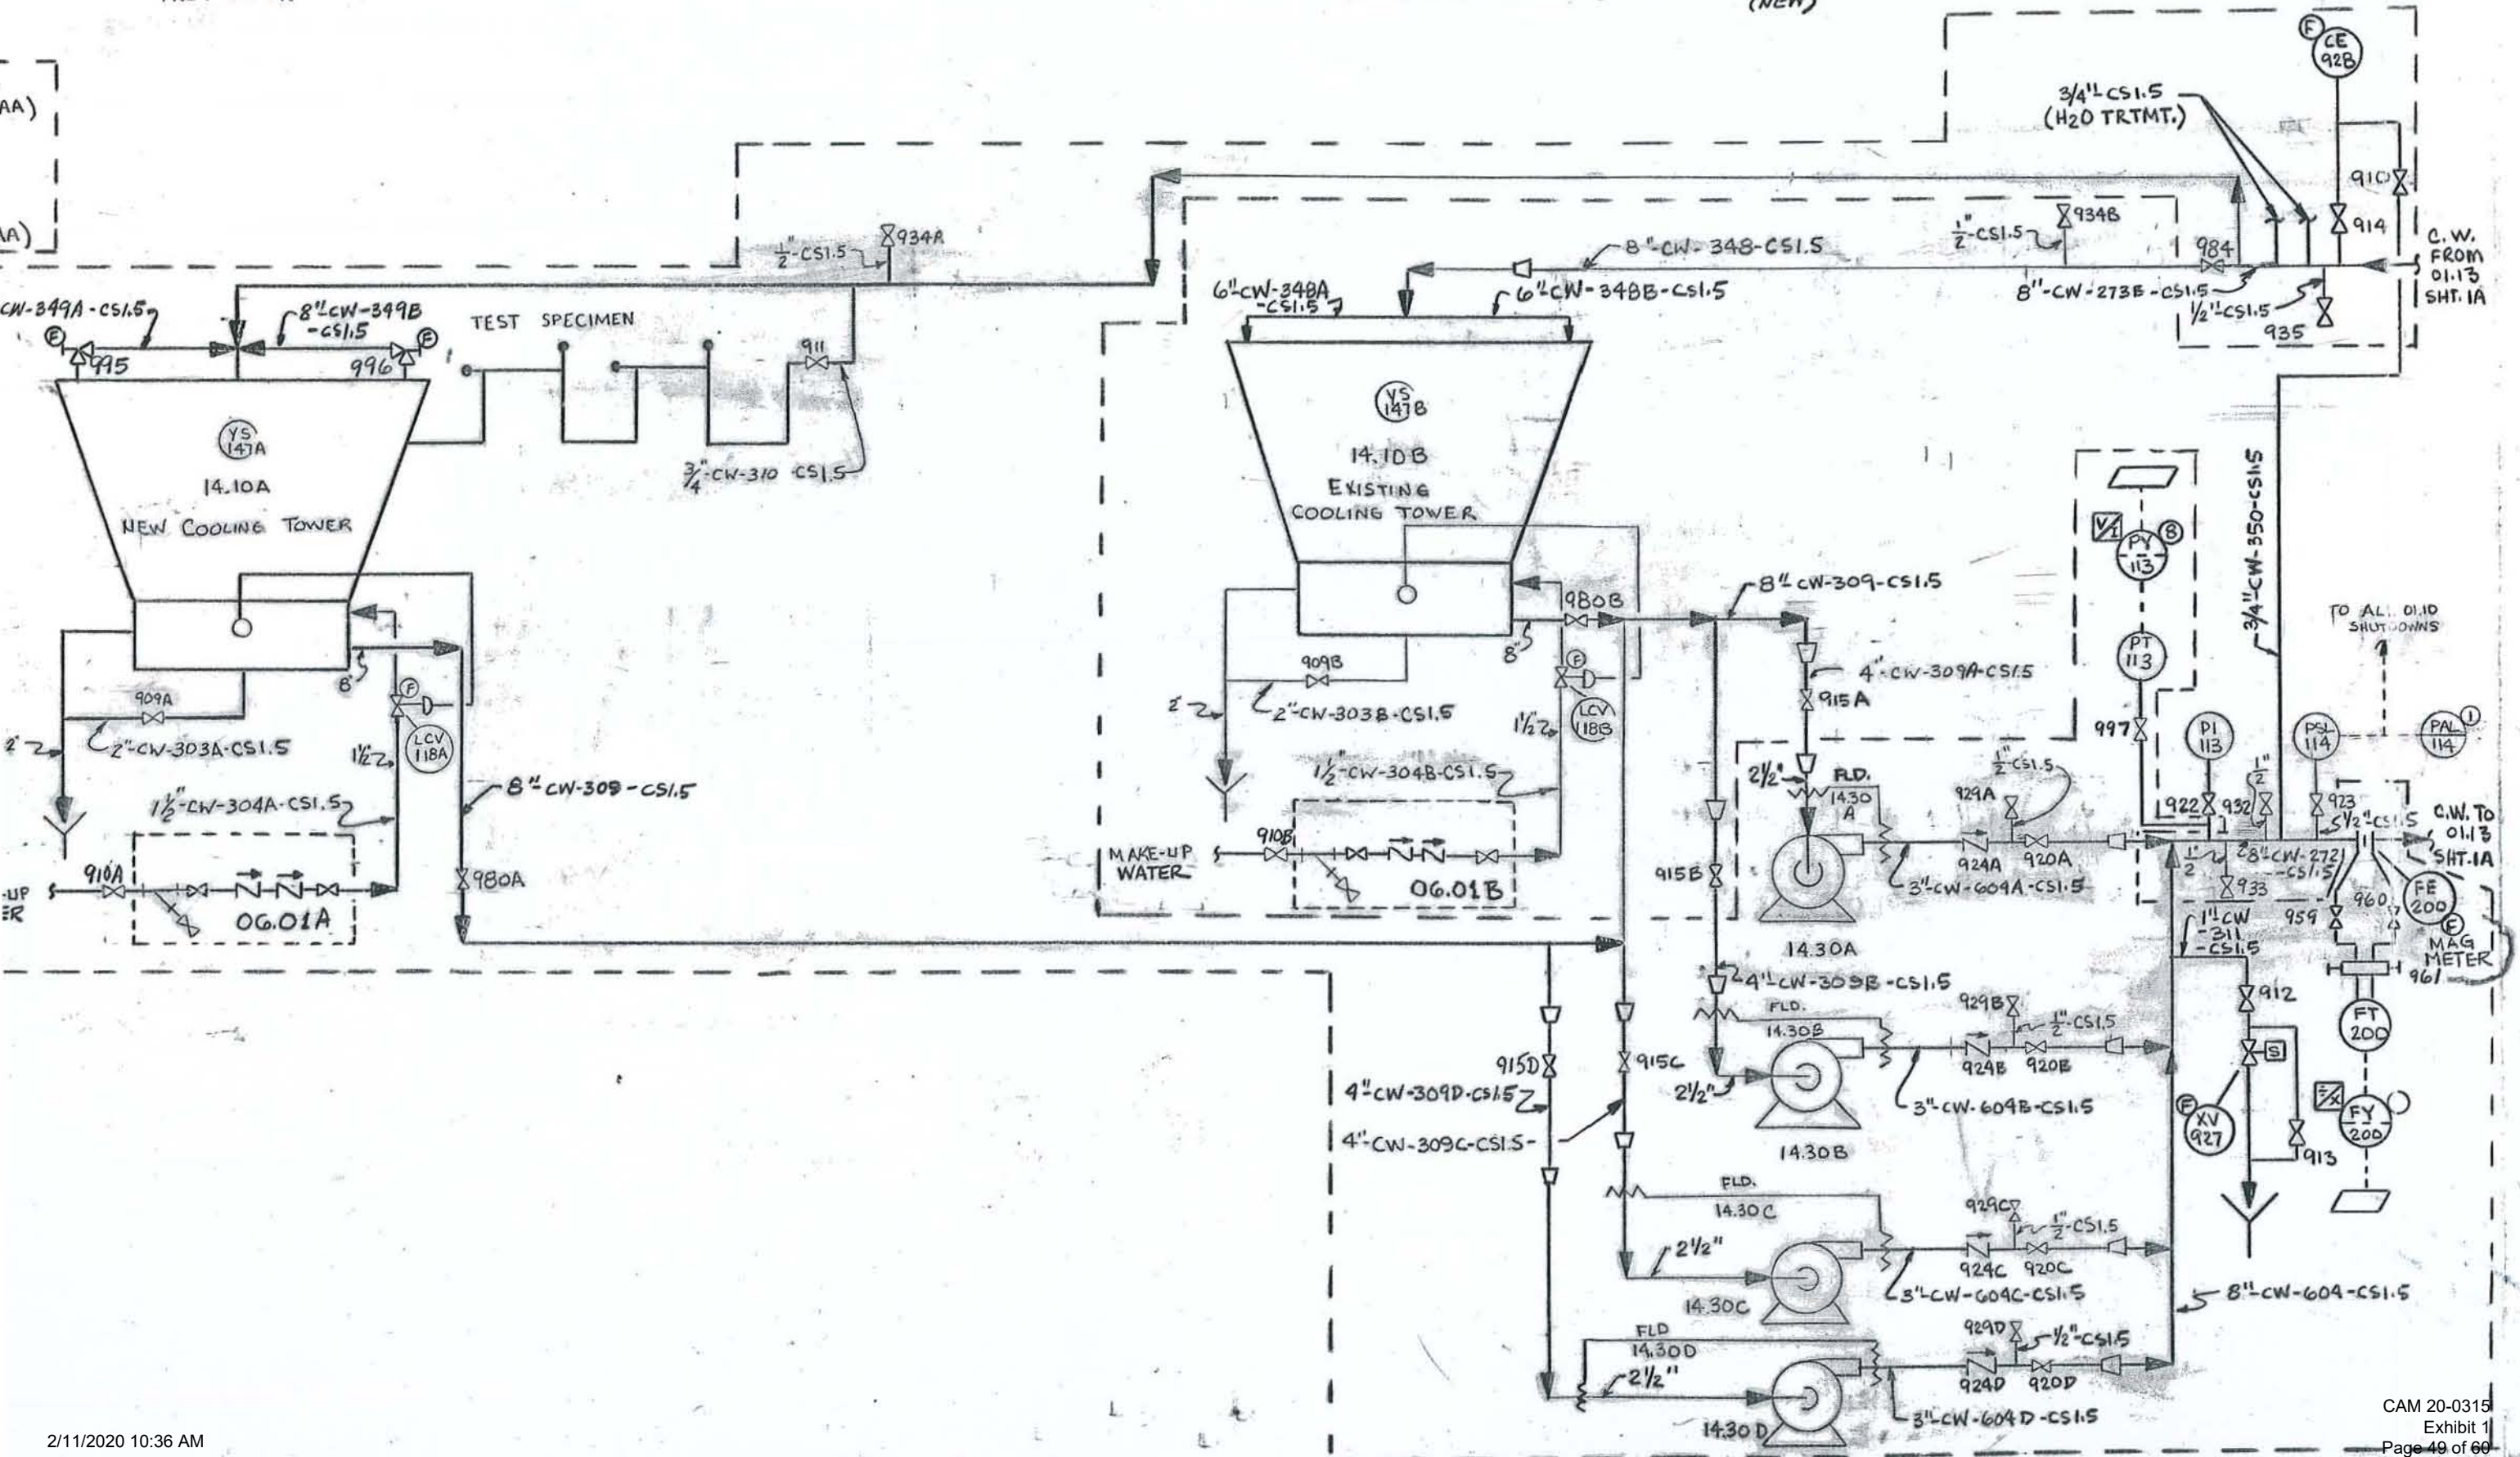 (NEW)
AA)
F
CE
92B
3/4"-CS1.5
(H2O TRTMT.)
910
914
C.W.
FROM
01.13
SHT. 1A
934A
1/2"-CS1.5
934B
1/2"-CS1.5
984
8"-CW-348-CS1.5
8"-CW-273B-CS1.5
1/2"-CS1.5
935
6"-CW-348A
-CS1.5
6"-CW-348B-CS1.5
CW-349A-CS1.5
8"-CW-349B
-CS1.5
TEST SPECIMEN
F
995
996
F
911
3/4"-CW-310-CS1.5
YS
147A
14.10A
NEW COOLING TOWER
YS
147B
14.10B
EXISTING
COOLING TOWER
V/I
PY
113
8
PT
113
997
3/4"-CW-350-CS1.5
TO ALL 01.10
SHUTDOWNS
PI
113
PSL
114
PAL
114
1
8"
909A
2"
2"-CW-303A-CS1.5
F
LCV
118A
1½"
1½"-CW-304A-CS1.5
8"-CW-309-CS1.5
910A
06.01A
980A
-UP
ER
980B
8"
8"-CW-309-CS1.5
909B
2"
2"-CW-303B-CS1.5
F
LCV
118B
1½"
1½"-CW-304B-CS1.5
MAKE-UP
WATER
910B
06.01B
4"-CW-309A-CS1.5
915A
2½"
FLD.
14.30
A
929A
1/2"-CS1.5
924A
920A
3"-CW-604A-CS1.5
14.30A
922
932
1/2"
923
1/2"-CS1.5
C.W. TO
01.13
SHT. 1A
1/2"
8"-CW-272
-CS1.5
933
1"-CW
-311
-CS1.5
959
960
FE
200
F
MAG
METER
961
915B
4"-CW-309B-CS1.5
FLD.
14.30B
2½"
929B
1/2"-CS1.5
924B
920B
3"-CW-604B-CS1.5
14.30B
912
S
F
XV
927
913
FT
200
FY
200
915D
4"-CW-309D-CS1.5
915C
4"-CW-309C-CS1.5
FLD.
14.30C
2½"
929C
1/2"-CS1.5
924C
920C
3"-CW-604C-CS1.5
14.30C
8"-CW-604-CS1.5
FLD
14.30D
2½"
929D
1/2"-CS1.5
924D
920D
3"-CW-604D-CS1.5
14.30D
2/11/2020 10:36 AM
CAM 20-0315
Exhibit 1
Page 49 of 60